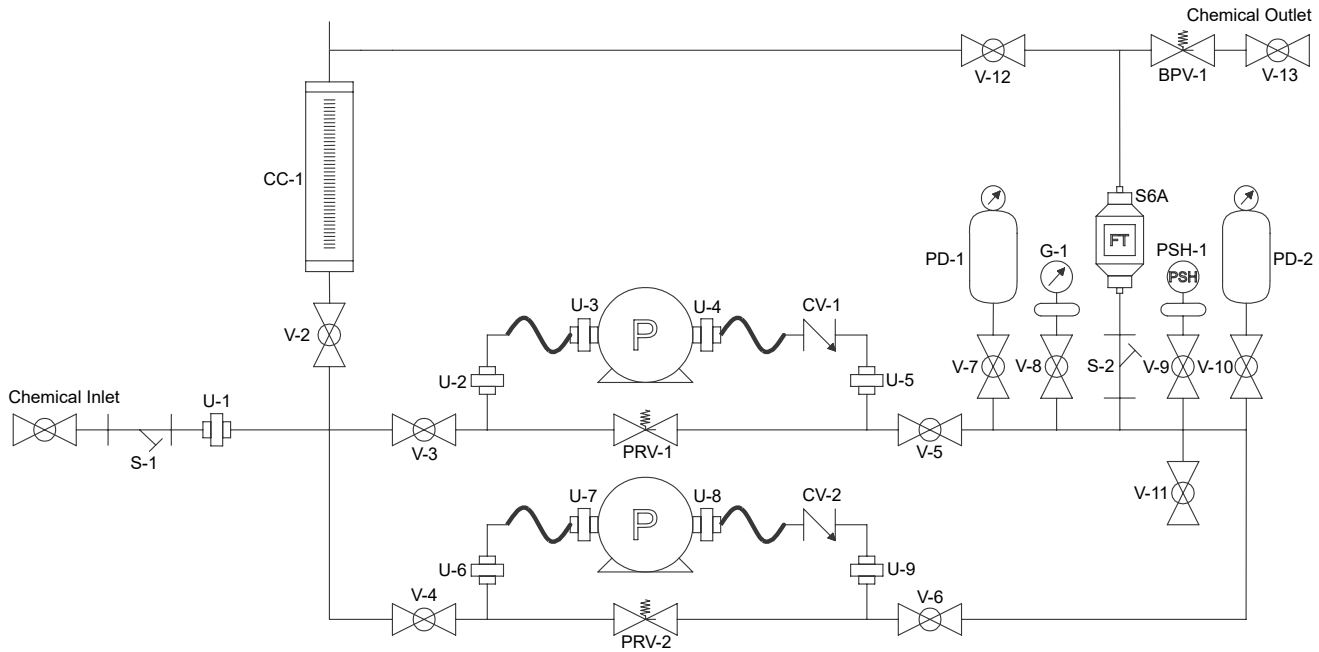 Chemical Outlet
V-12
BPV-1
V-13
CC-1
S6A
FT
PD-1
G-1
PSH-1
PSH
PD-2
U-3
P
U-4
CV-1
V-2
U-2
U-5
V-7
V-8
S-2
V-9
V-10
Chemical Inlet
U-1
S-1
V-3
PRV-1
V-5
V-11
U-7
P
U-8
CV-2
U-6
U-9
V-4
PRV-2
V-6